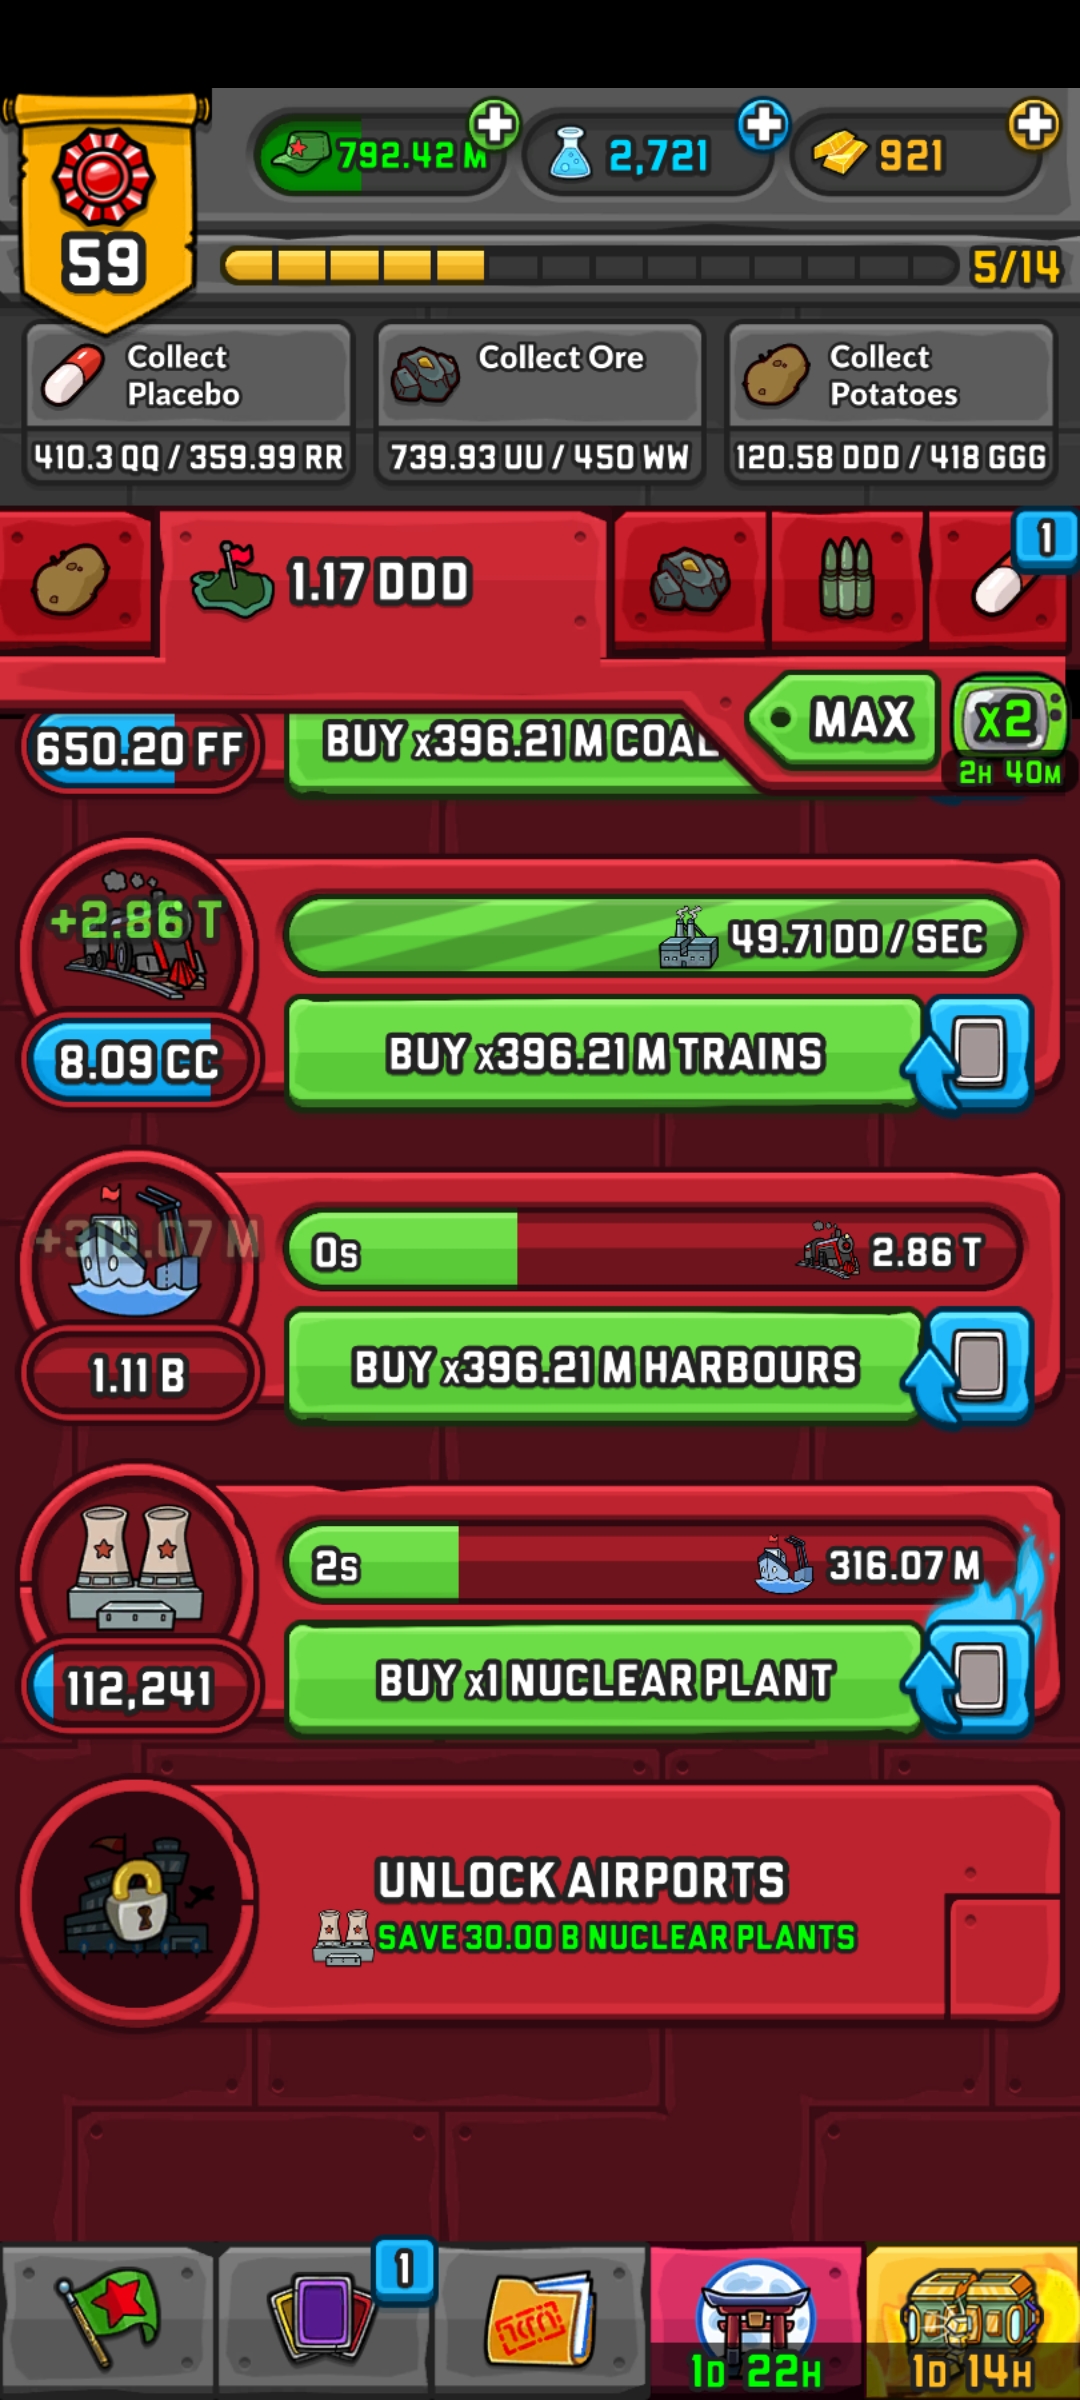 792.42 M
2,721
921
59
5/14
Collect
Placebo
410.3 QQ / 359.99 RR
Collect Ore
739.93 UU / 450 WW
Collect
Potatoes
120.58 DDD / 418 GGG
1.17 DDD
1
MAX
x2
2H 40M
650.20 FF
BUY x396.21 M COAL
+2.86 T
49.71 DD / SEC
8.09 CC
BUY x396.21 M TRAINS
+316.07 M
0s
2.86 T
1.11 B
BUY x396.21 M HARBOURS
2s
316.07 M
112,241
BUY x1 NUCLEAR PLANT
UNLOCK AIRPORTS
SAVE 30.00 B NUCLEAR PLANTS
1
1D 22H
1D 14H